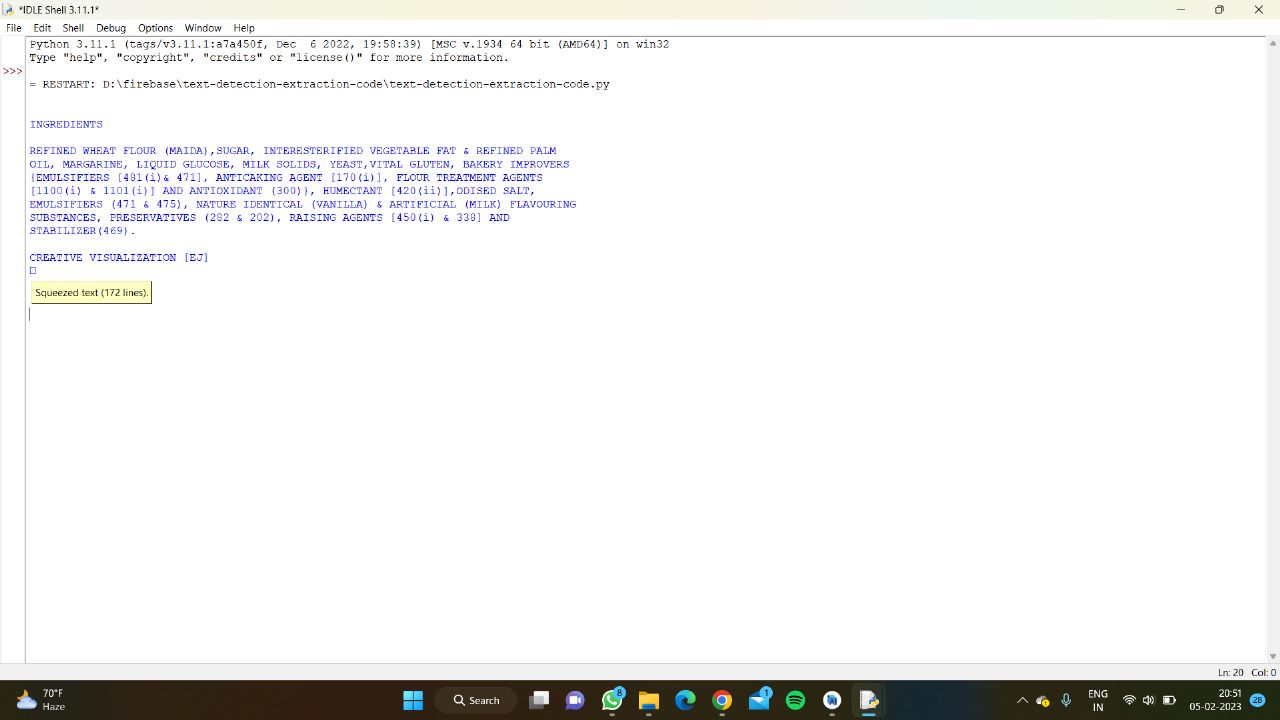 *IDLE Shell 3.11.1*
File Edit Shell Debug Options Window Help
Python 3.11.1 (tags/v3.11.1:a7a450f, Dec  6 2022, 19:58:39) [MSC v.1934 64 bit (AMD64)] on win32
Type "help", "copyright", "credits" or "license()" for more information.
>>>
= RESTART: D:\firebase\text-detection-extraction-code\text-detection-extraction-code.py
INGREDIENTS
REFINED WHEAT FLOUR (MAIDA),SUGAR, INTERESTERIFIED VEGETABLE FAT & REFINED PALM
OIL, MARGARINE, LIQUID GLUCOSE, MILK SOLIDS, YEAST,VITAL GLUTEN, BAKERY IMPROVERS
{EMULSIFIERS [481(i)& 471], ANTICAKING AGENT [170(i)], FLOUR TREATMENT AGENTS
[1100(i) & 1101(i)] AND ANTIOXIDANT (300)}, HUMECTANT [420(ii)],ODISED SALT,
EMULSIFIERS (471 & 475), NATURE IDENTICAL (VANILLA) & ARTIFICIAL (MILK) FLAVOURING
SUBSTANCES, PRESERVATIVES (282 & 202), RAISING AGENTS [450(i) & 338] AND
STABILIZER(469).
CREATIVE VISUALIZATION [EJ]
Squeezed text (172 lines).
Ln: 20 Col: 0
70°F
Haze
Search
8
1
ENG
IN
20:51
05-02-2023
28